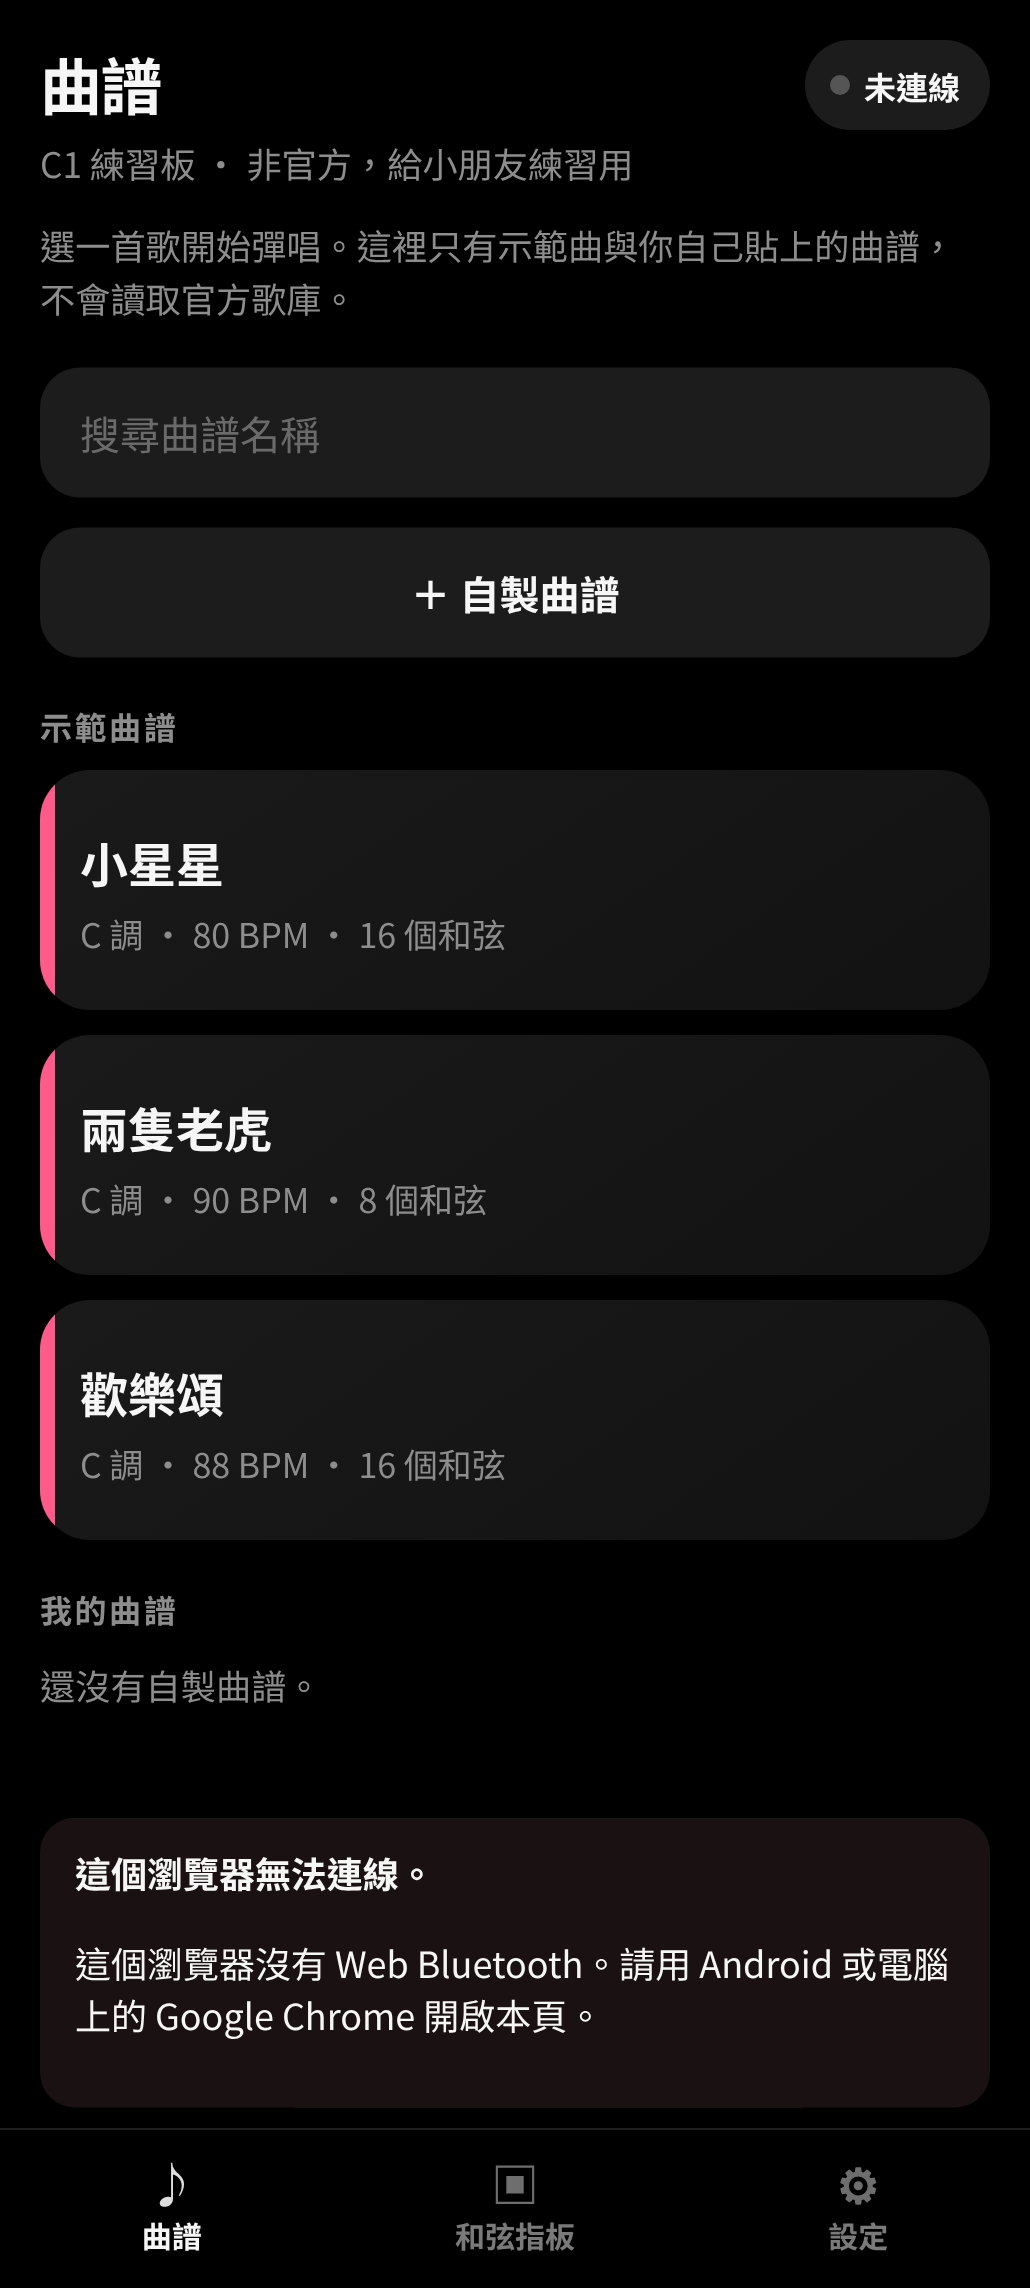 曲譜
未連線
C1 練習板 • 非官方，給小朋友練習用
選一首歌開始彈唱。這裡只有示範曲與你自己貼上的曲譜，
不會讀取官方歌庫。
搜尋曲譜名稱
＋ 自製曲譜
示範曲譜
小星星
C 調 • 80 BPM • 16 個和弦
兩隻老虎
C 調 • 90 BPM • 8 個和弦
歡樂頌
C 調 • 88 BPM • 16 個和弦
我的曲譜
還沒有自製曲譜。
這個瀏覽器無法連線。
這個瀏覽器沒有 Web Bluetooth。請用 Android 或電腦
上的 Google Chrome 開啟本頁。
曲譜
和弦指板
設定